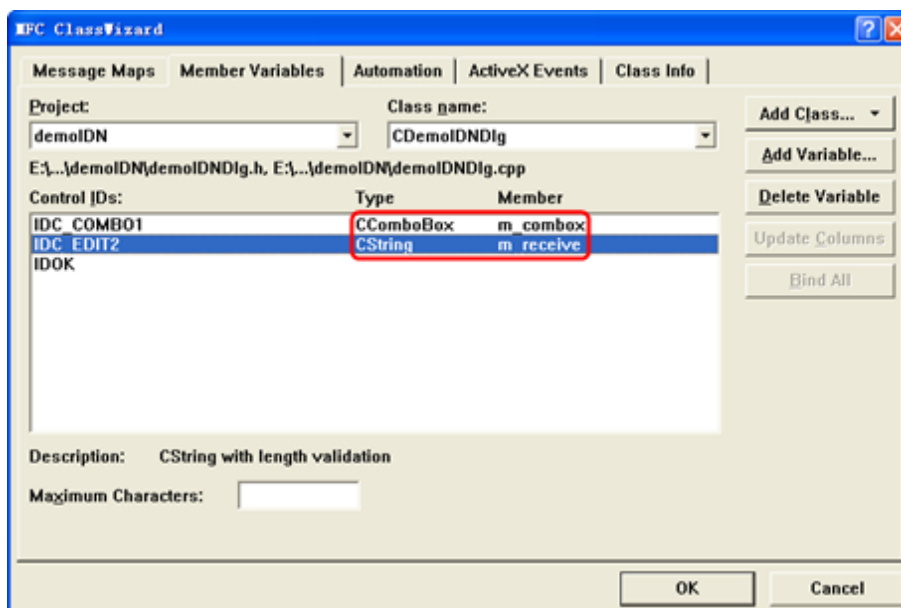 MFC ClassWizard
Message Maps Member Variables Automation ActiveX Events Class Info
Project: Class name:
demoIDN CDemoIDNDlg
Add Class...
E:\...\demoIDN\demoIDNDlg.h, E:\...\demoIDN\demoIDNDlg.cpp
Add Variable...
Control IDs: Type Member
Delete Variable
IDC_COMBO1 CComboBox m_combox
IDC_EDIT2 CString m_receive
Update Columns
IDOK
Bind All
Description: CString with length validation
Maximum Characters:
OK Cancel